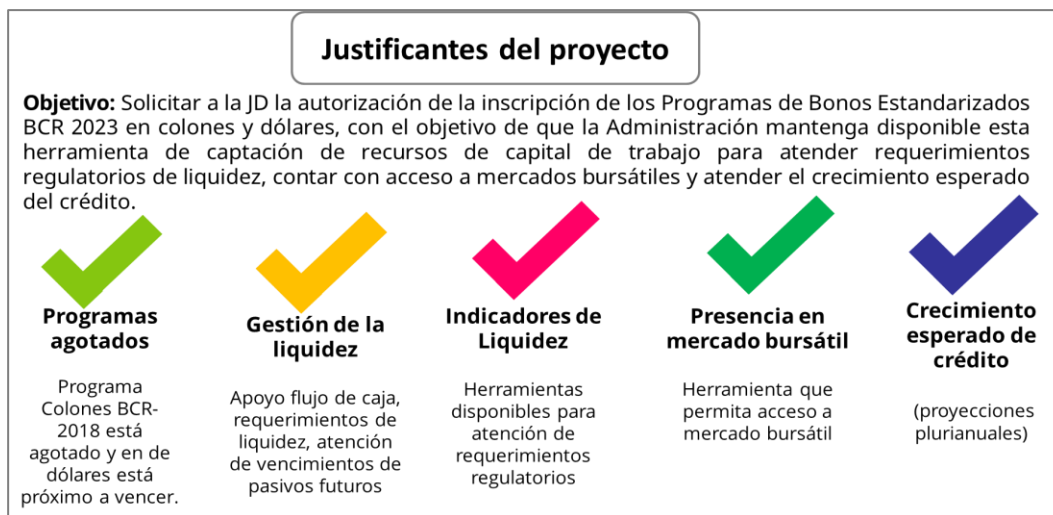 Justificantes del proyecto
Objetivo: Solicitar a la JD la autorización de la inscripción de los Programas de Bonos Estandarizados
BCR 2023 en colones y dólares, con el objetivo de que la Administración mantenga disponible esta
herramienta de captación de recursos de capital de trabajo para atender requerimientos
regulatorios de liquidez, contar con acceso a mercados bursátiles y atender el crecimiento esperado
del crédito.
Programas
agotados
Programa
Colones BCR-
2018 está
agotado y en de
dólares está
próximo a vencer.
Gestión de la
liquidez
Apoyo flujo de caja,
requerimientos de
liquidez, atención
de vencimientos de
pasivos futuros
Indicadores de
Liquidez
Herramientas
disponibles para
atención de
requerimientos
regulatorios
Presencia en
mercado bursátil
Herramienta que
permita acceso a
mercado bursátil
Crecimiento
esperado de
crédito
(proyecciones
plurianuales)